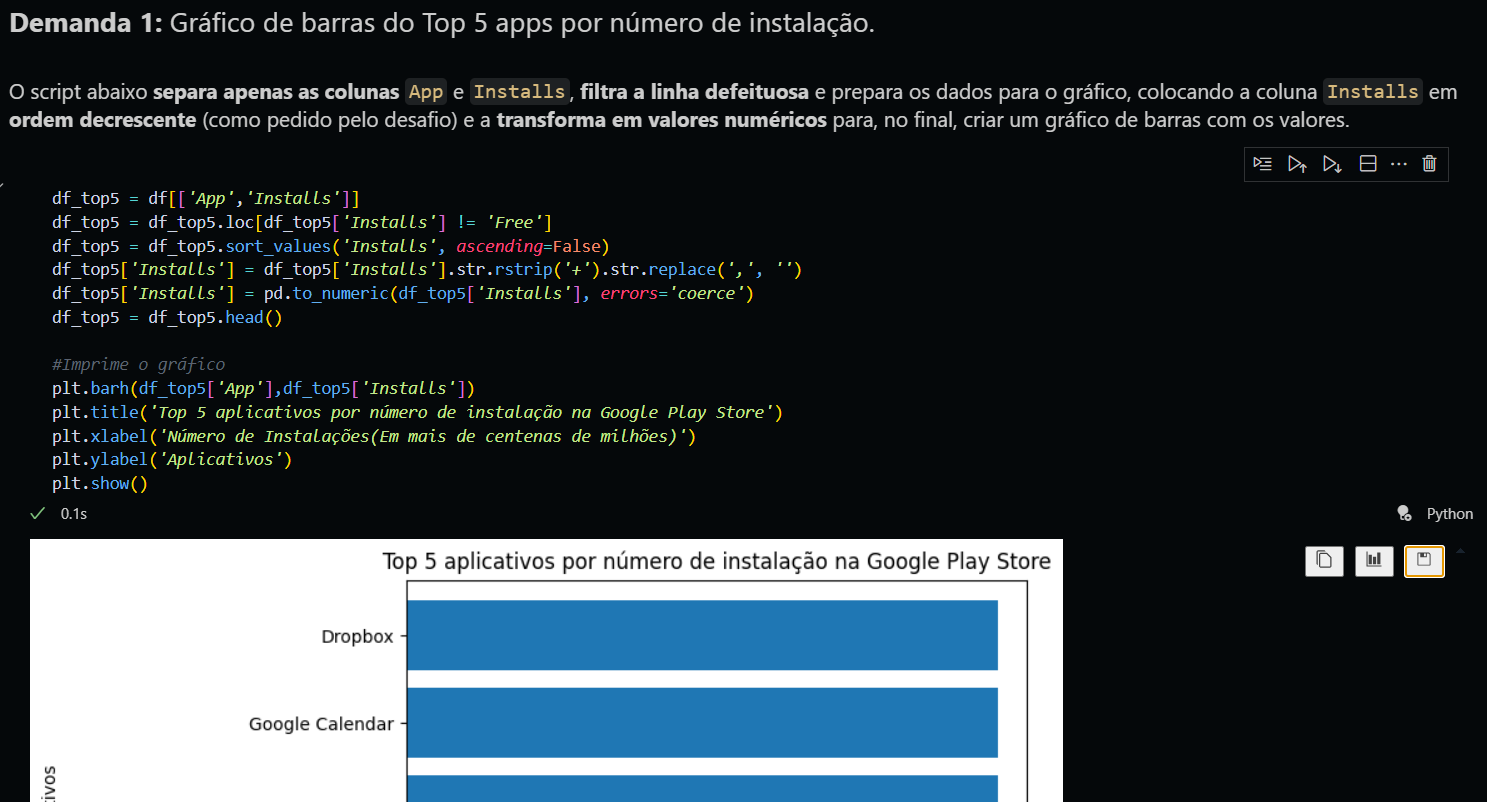 Demanda 1: Gráfico de barras do Top 5 apps por número de instalação.
O script abaixo separa apenas as colunas App e Installs, filtra a linha defeituosa e prepara os dados para o gráfico, colocando a coluna Installs em
ordem decrescente (como pedido pelo desafio) e a transforma em valores numéricos para, no final, criar um gráfico de barras com os valores.
df_top5 = df[['App','Installs']]
df_top5 = df_top5.loc[df_top5['Installs'] != 'Free']
df_top5 = df_top5.sort_values('Installs', ascending=False)
df_top5['Installs'] = df_top5['Installs'].str.rstrip('+').str.replace(',', '')
df_top5['Installs'] = pd.to_numeric(df_top5['Installs'], errors='coerce')
df_top5 = df_top5.head()
#Imprime o gráfico
plt.barh(df_top5['App'],df_top5['Installs'])
plt.title('Top 5 aplicativos por número de instalação na Google Play Store')
plt.xlabel('Número de Instalações(Em mais de centenas de milhões)')
plt.ylabel('Aplicativos')
plt.show()
0.1s
Python
Top 5 aplicativos por número de instalação na Google Play Store
Dropbox
Google Calendar
ivos